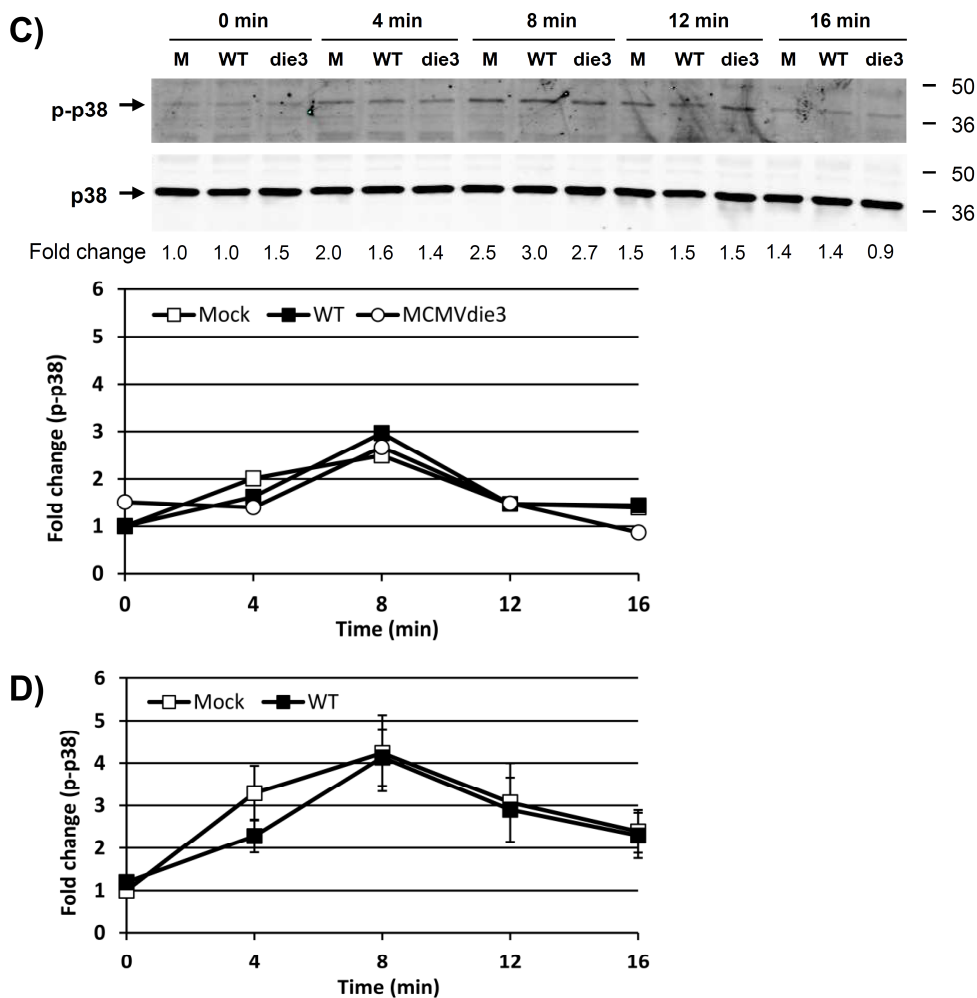 C)
0 min 4 min 8 min 12 min 16 min
M WT die3 M WT die3 M WT die3 M WT die3 M WT die3
p-p38
50
36
p38
50
36
Fold change 1.0 1.0 1.5 2.0 1.6 1.4 2.5 3.0 2.7 1.5 1.5 1.5 1.4 1.4 0.9
6
5
4
3
2
1
0
Mock WT MCMVdie3
Fold change (p-p38)
0 4 8 12 16
Time (min)
D)
6
5
4
3
2
1
0
Mock WT
Fold change (p-p38)
0 4 8 12 16
Time (min)